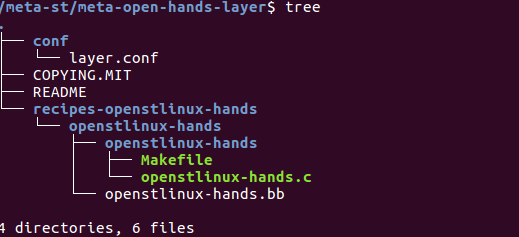 /meta-st/meta-open-hands-layer$ tree
.
├── conf
│   └── layer.conf
├── COPYING.MIT
├── README
└── recipes-openstlinux-hands
    └── openstlinux-hands
        ├── openstlinux-hands
        │   ├── Makefile
        │   └── openstlinux-hands.c
        └── openstlinux-hands.bb
4 directories, 6 files